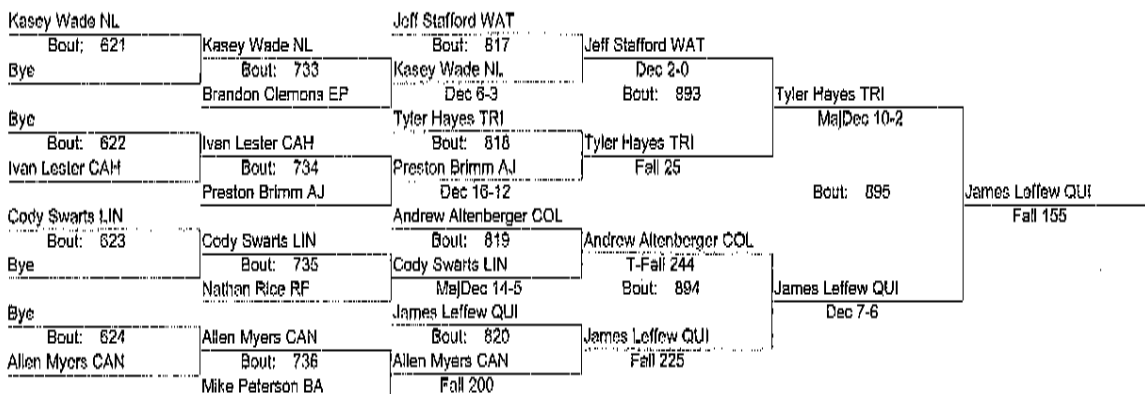 Kasey Wade NL
Bout: 621
Bye
Bye
Bout: 622
Ivan Lester CAH
Cody Swarts LIN
Bout: 623
Bye
Bye
Bout: 624
Allen Myers CAN
Kasey Wade NL
Bout: 733
Brandon Clemons EP
Ivan Lester CAH
Bout: 734
Preston Brimm AJ
Cody Swarts LIN
Bout: 735
Nathan Rice RF
Allen Myers CAN
Bout: 736
Mike Peterson BA
Jeff Stafford WAT
Bout: 817
Kasey Wade NL
Dec 6-3
Tyler Hayes TRI
Bout: 818
Preston Brimm AJ
Dec 16-12
Andrew Altenberger COL
Bout: 819
Cody Swarts LIN
MajDec 14-5
James Leffew QUI
Bout: 820
Allen Myers CAN
Fall 200
Jeff Stafford WAT
Dec 2-0
Bout: 893
Tyler Hayes TRI
Fall 25
Andrew Altenberger COL
T-Fall 244
Bout: 894
James Leffew QUI
Fall 225
Tyler Hayes TRI
MajDec 10-2
Bout: 895
James Leffew QUI
Dec 7-6
James Leffew QUI
Fall 155